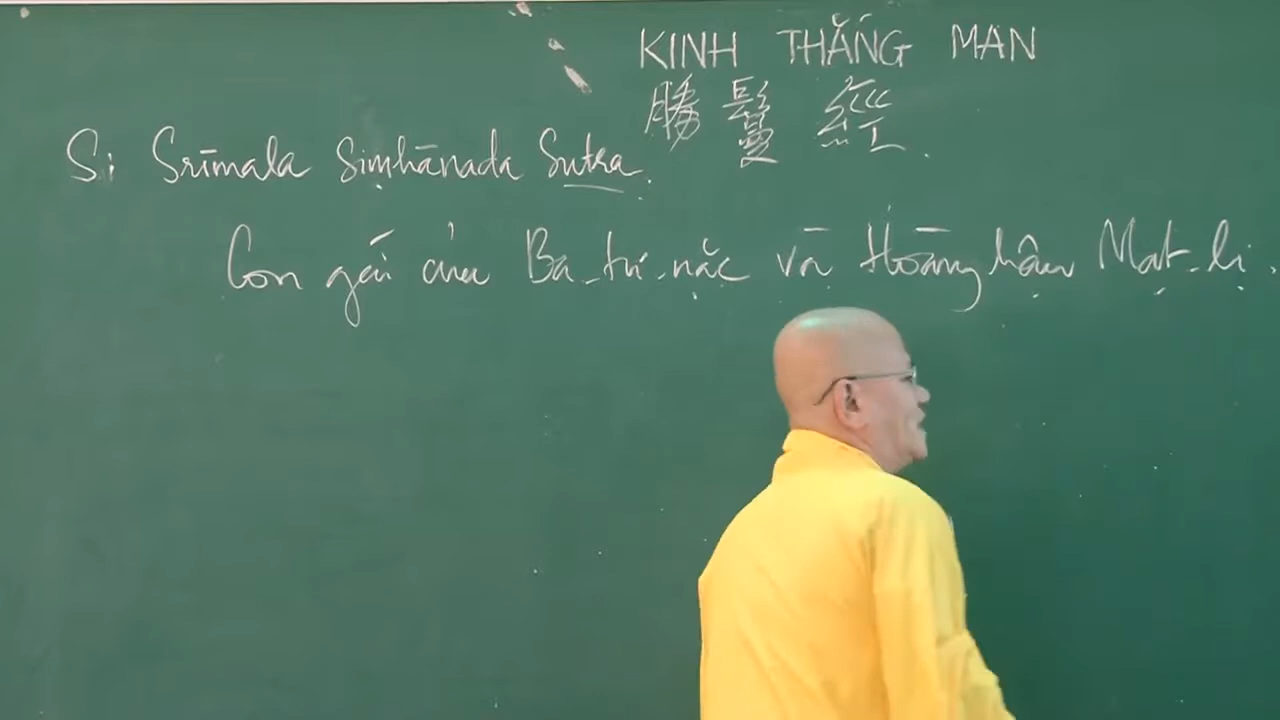 KINH THẮNG MAN
勝鬘經.
S: Srīmala Siṃhānada Sutra.
Con gái của Ba-tư-nặc và Hoàng hậu Mạt-lị.